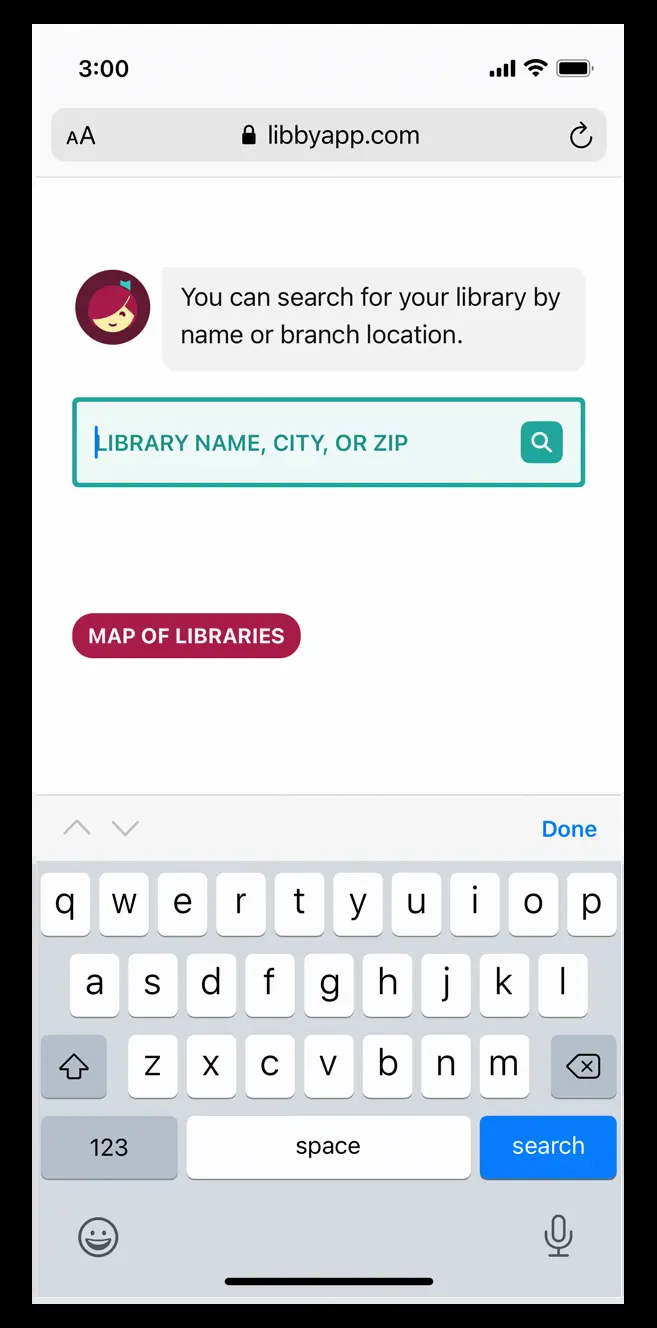 3:00
AA libbyapp.com
You can search for your library by
name or branch location.
LIBRARY NAME, CITY, OR ZIP
MAP OF LIBRARIES
Done
q w e r t y u i o p
a s d f g h j k l
z x c v b n m
123 space search